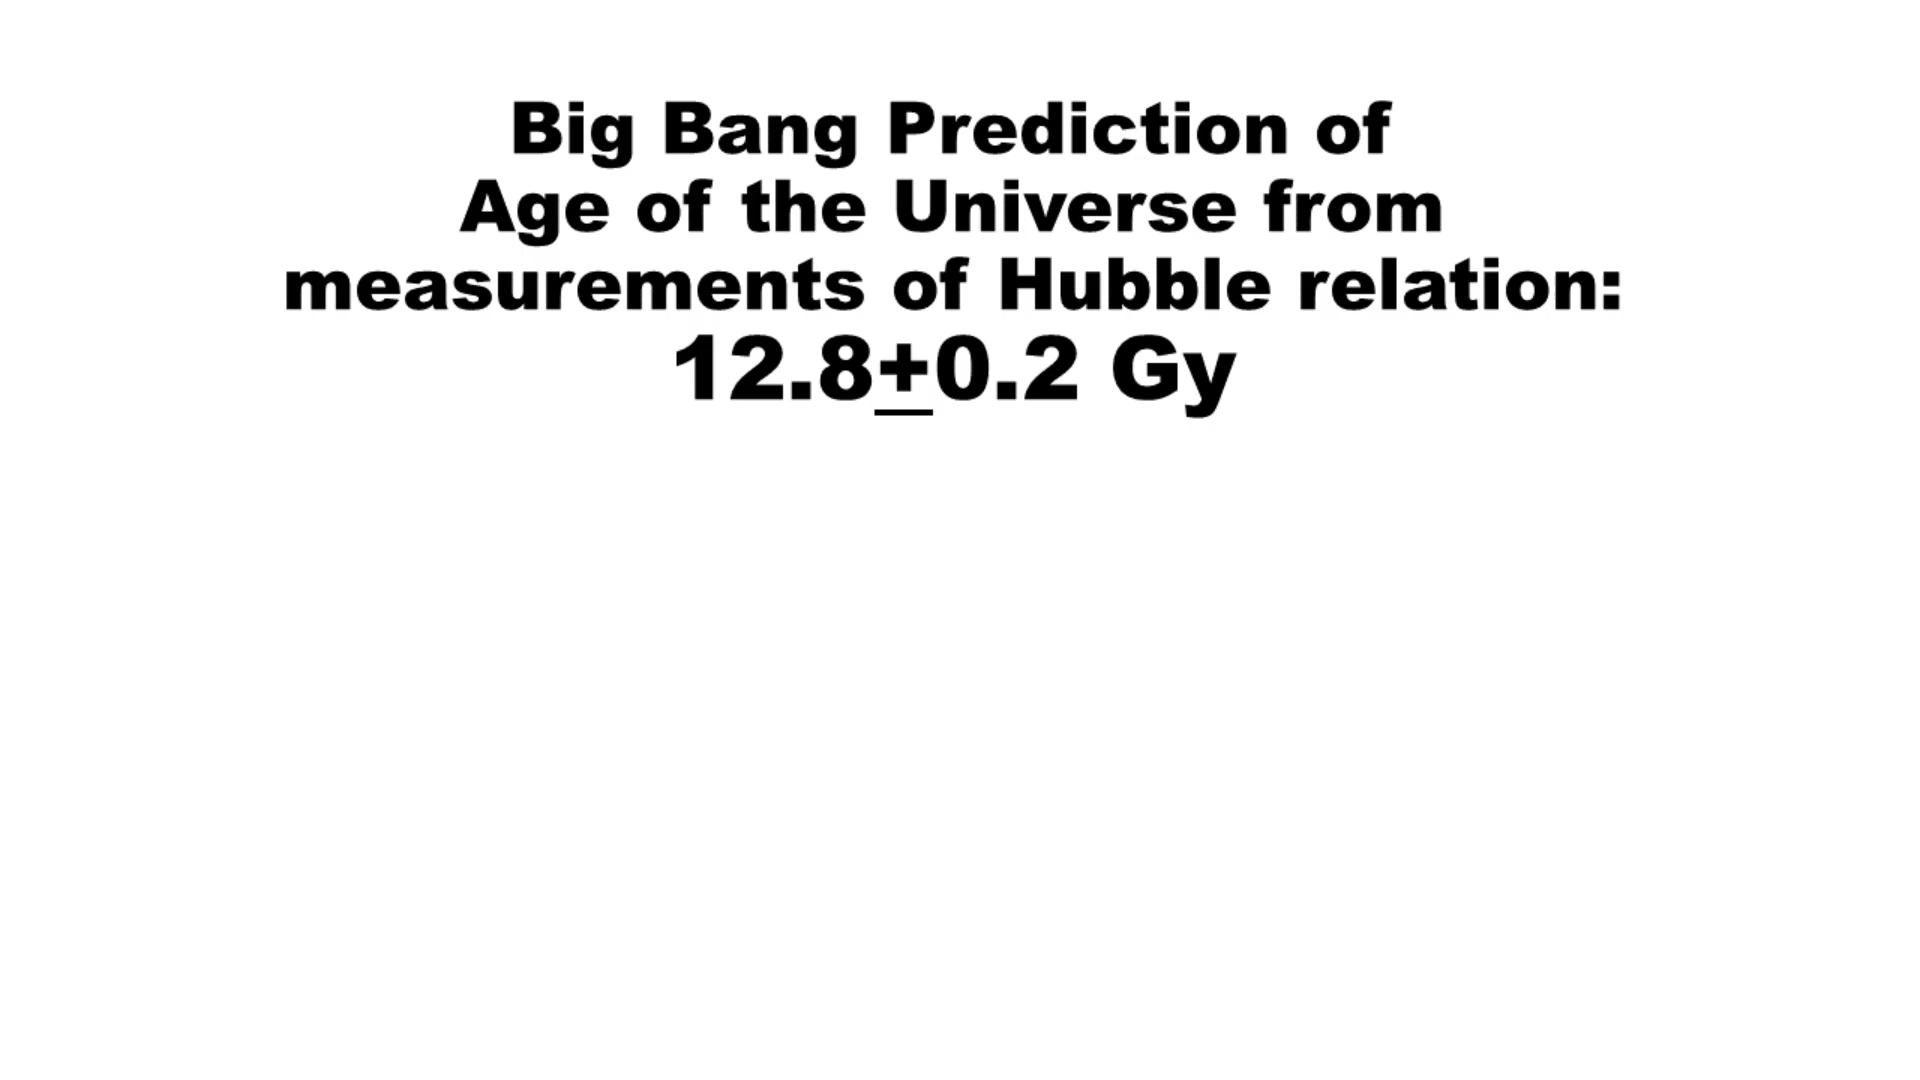 Big Bang Prediction of
Age of the Universe from
measurements of Hubble relation:
12.8+0.2 Gy